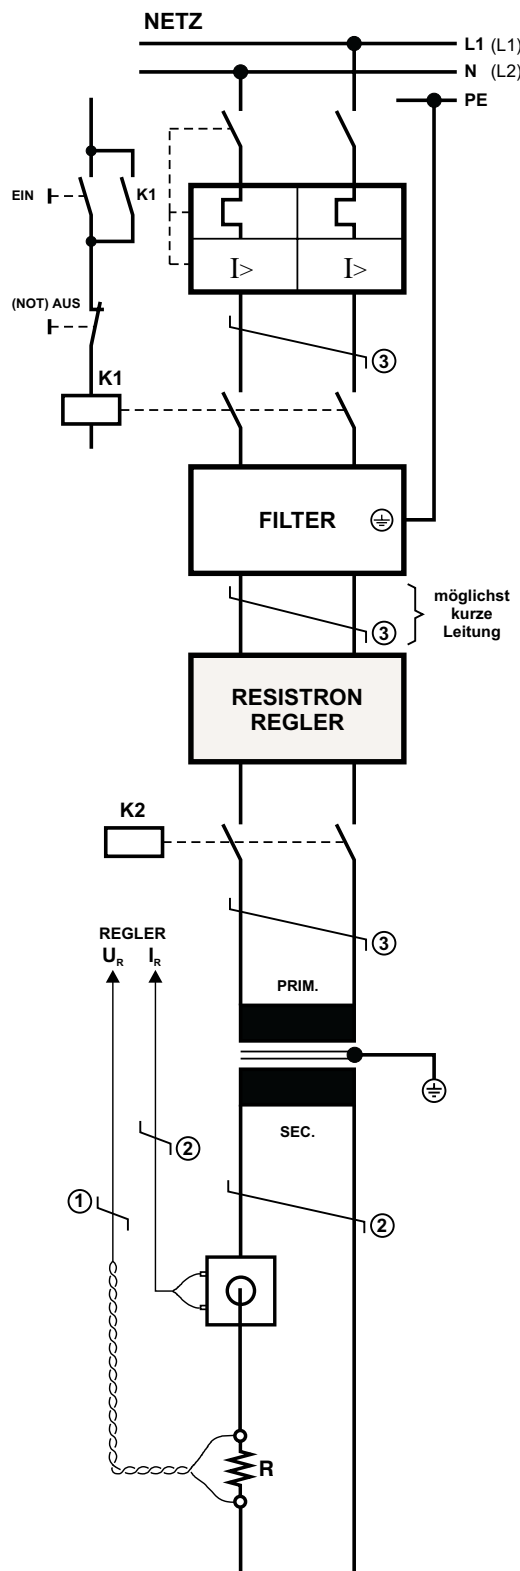 NETZ
L1 (L1)
N (L2)
PE
EIN
K1
I>
I>
(NOT) AUS
3
K1
FILTER
möglichst
kurze
Leitung
3
RESISTRON
REGLER
K2
3
REGLER
UR IR
PRIM.
SEC.
2
1
2
R